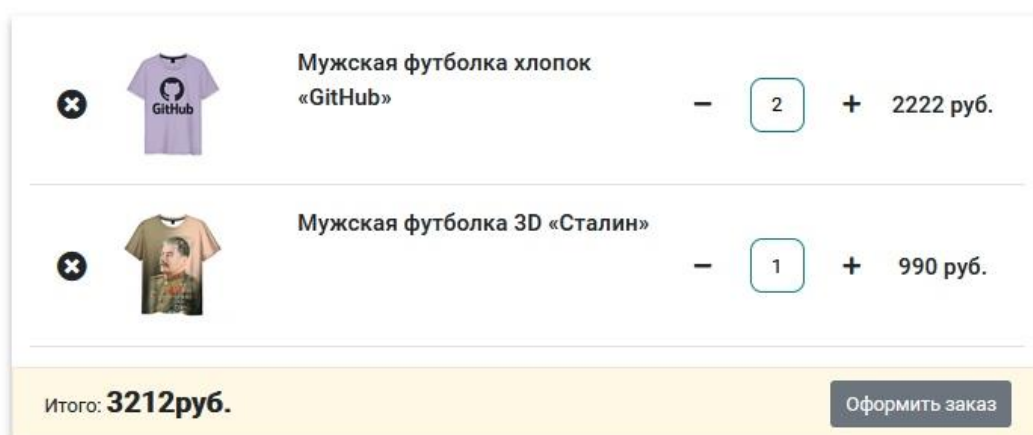 Мужская футболка хлопок
«GitHub»
GitHub
− 2 + 2222 руб.
Мужская футболка 3D «Сталин»
− 1 + 990 руб.
Итого: 3212руб.
Оформить заказ